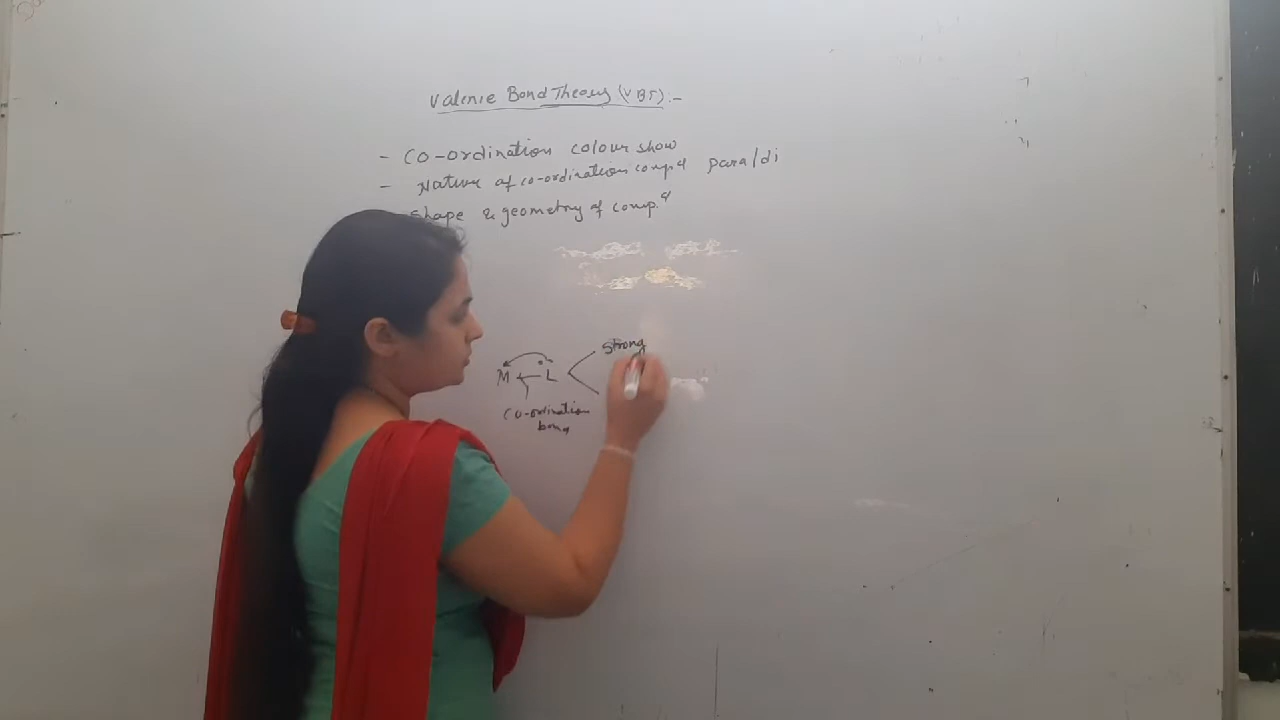 Valence Bond Theory (VBT):-
- Co-ordination colour show
- Nature of co-ordination comp.d para/di
Shape & geometry of comp.d
Strong
M ← L
Co-ordination
bond